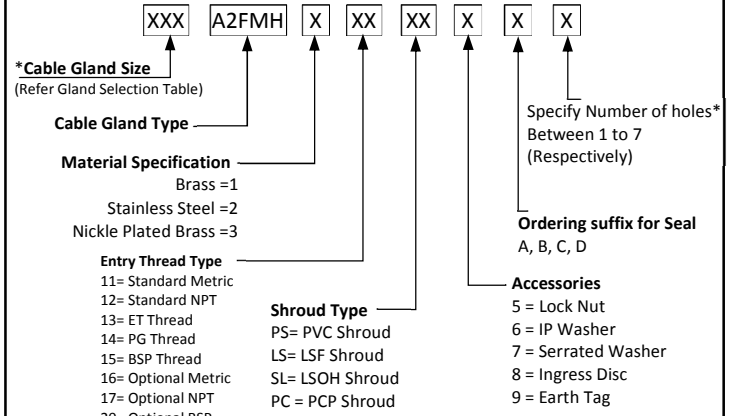 XXX A2FMH X XX XX X X X
*Cable Gland Size
(Refer Gland Selection Table)
Cable Gland Type
Specify Number of holes*
Between 1 to 7
(Respectively)
Material Specification
Brass =1
Stainless Steel =2
Nickle Plated Brass =3
Ordering suffix for Seal
A, B, C, D
Entry Thread Type
11= Standard Metric
12= Standard NPT
13= ET Thread
14= PG Thread
15= BSP Thread
16= Optional Metric
17= Optional NPT
Shroud Type
PS= PVC Shroud
LS= LSF Shroud
SL= LSOH Shroud
PC = PCP Shroud
Accessories
5 = Lock Nut
6 = IP Washer
7 = Serrated Washer
8 = Ingress Disc
9 = Earth Tag